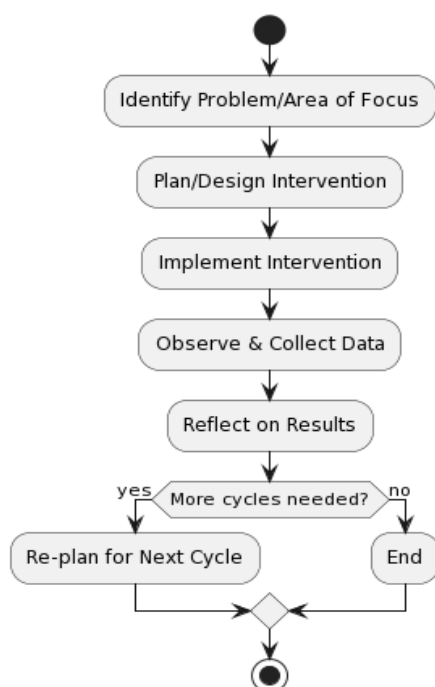 Identify Problem/Area of Focus
Plan/Design Intervention
Implement Intervention
Observe & Collect Data
Reflect on Results
yes
More cycles needed?
no
Re-plan for Next Cycle
End